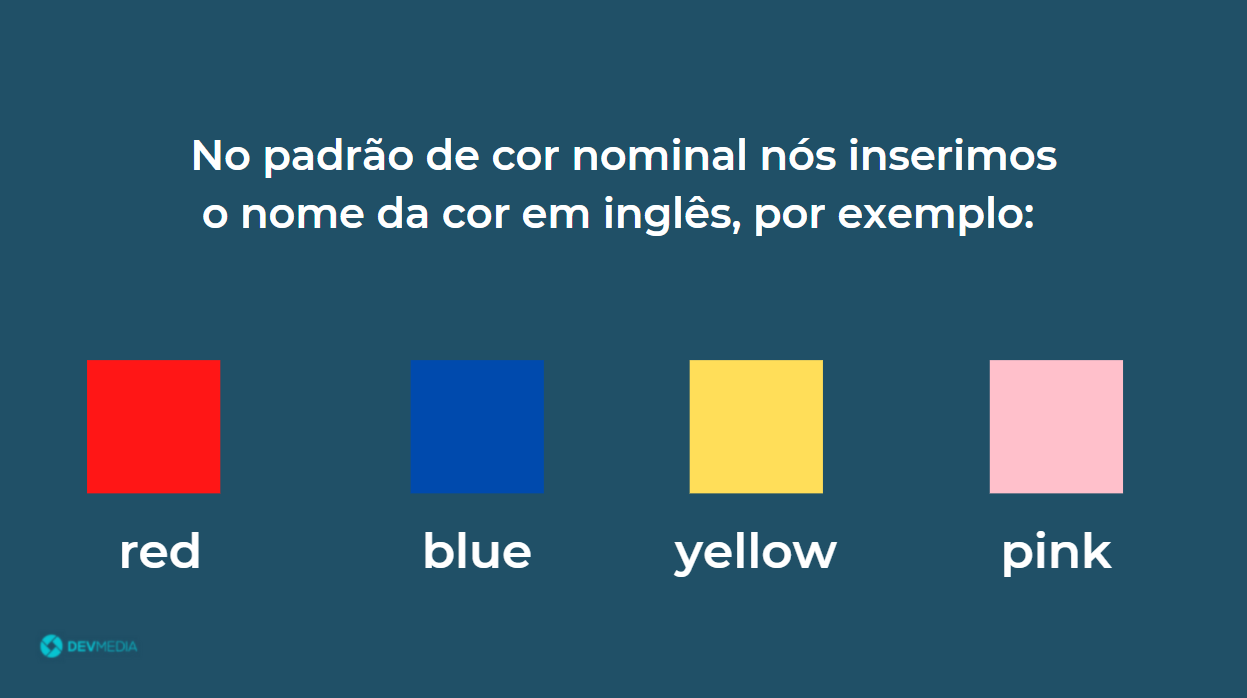 No padrão de cor nominal nós inserimos
o nome da cor em inglês, por exemplo:
red
blue
yellow
pink
DEVMEDIA